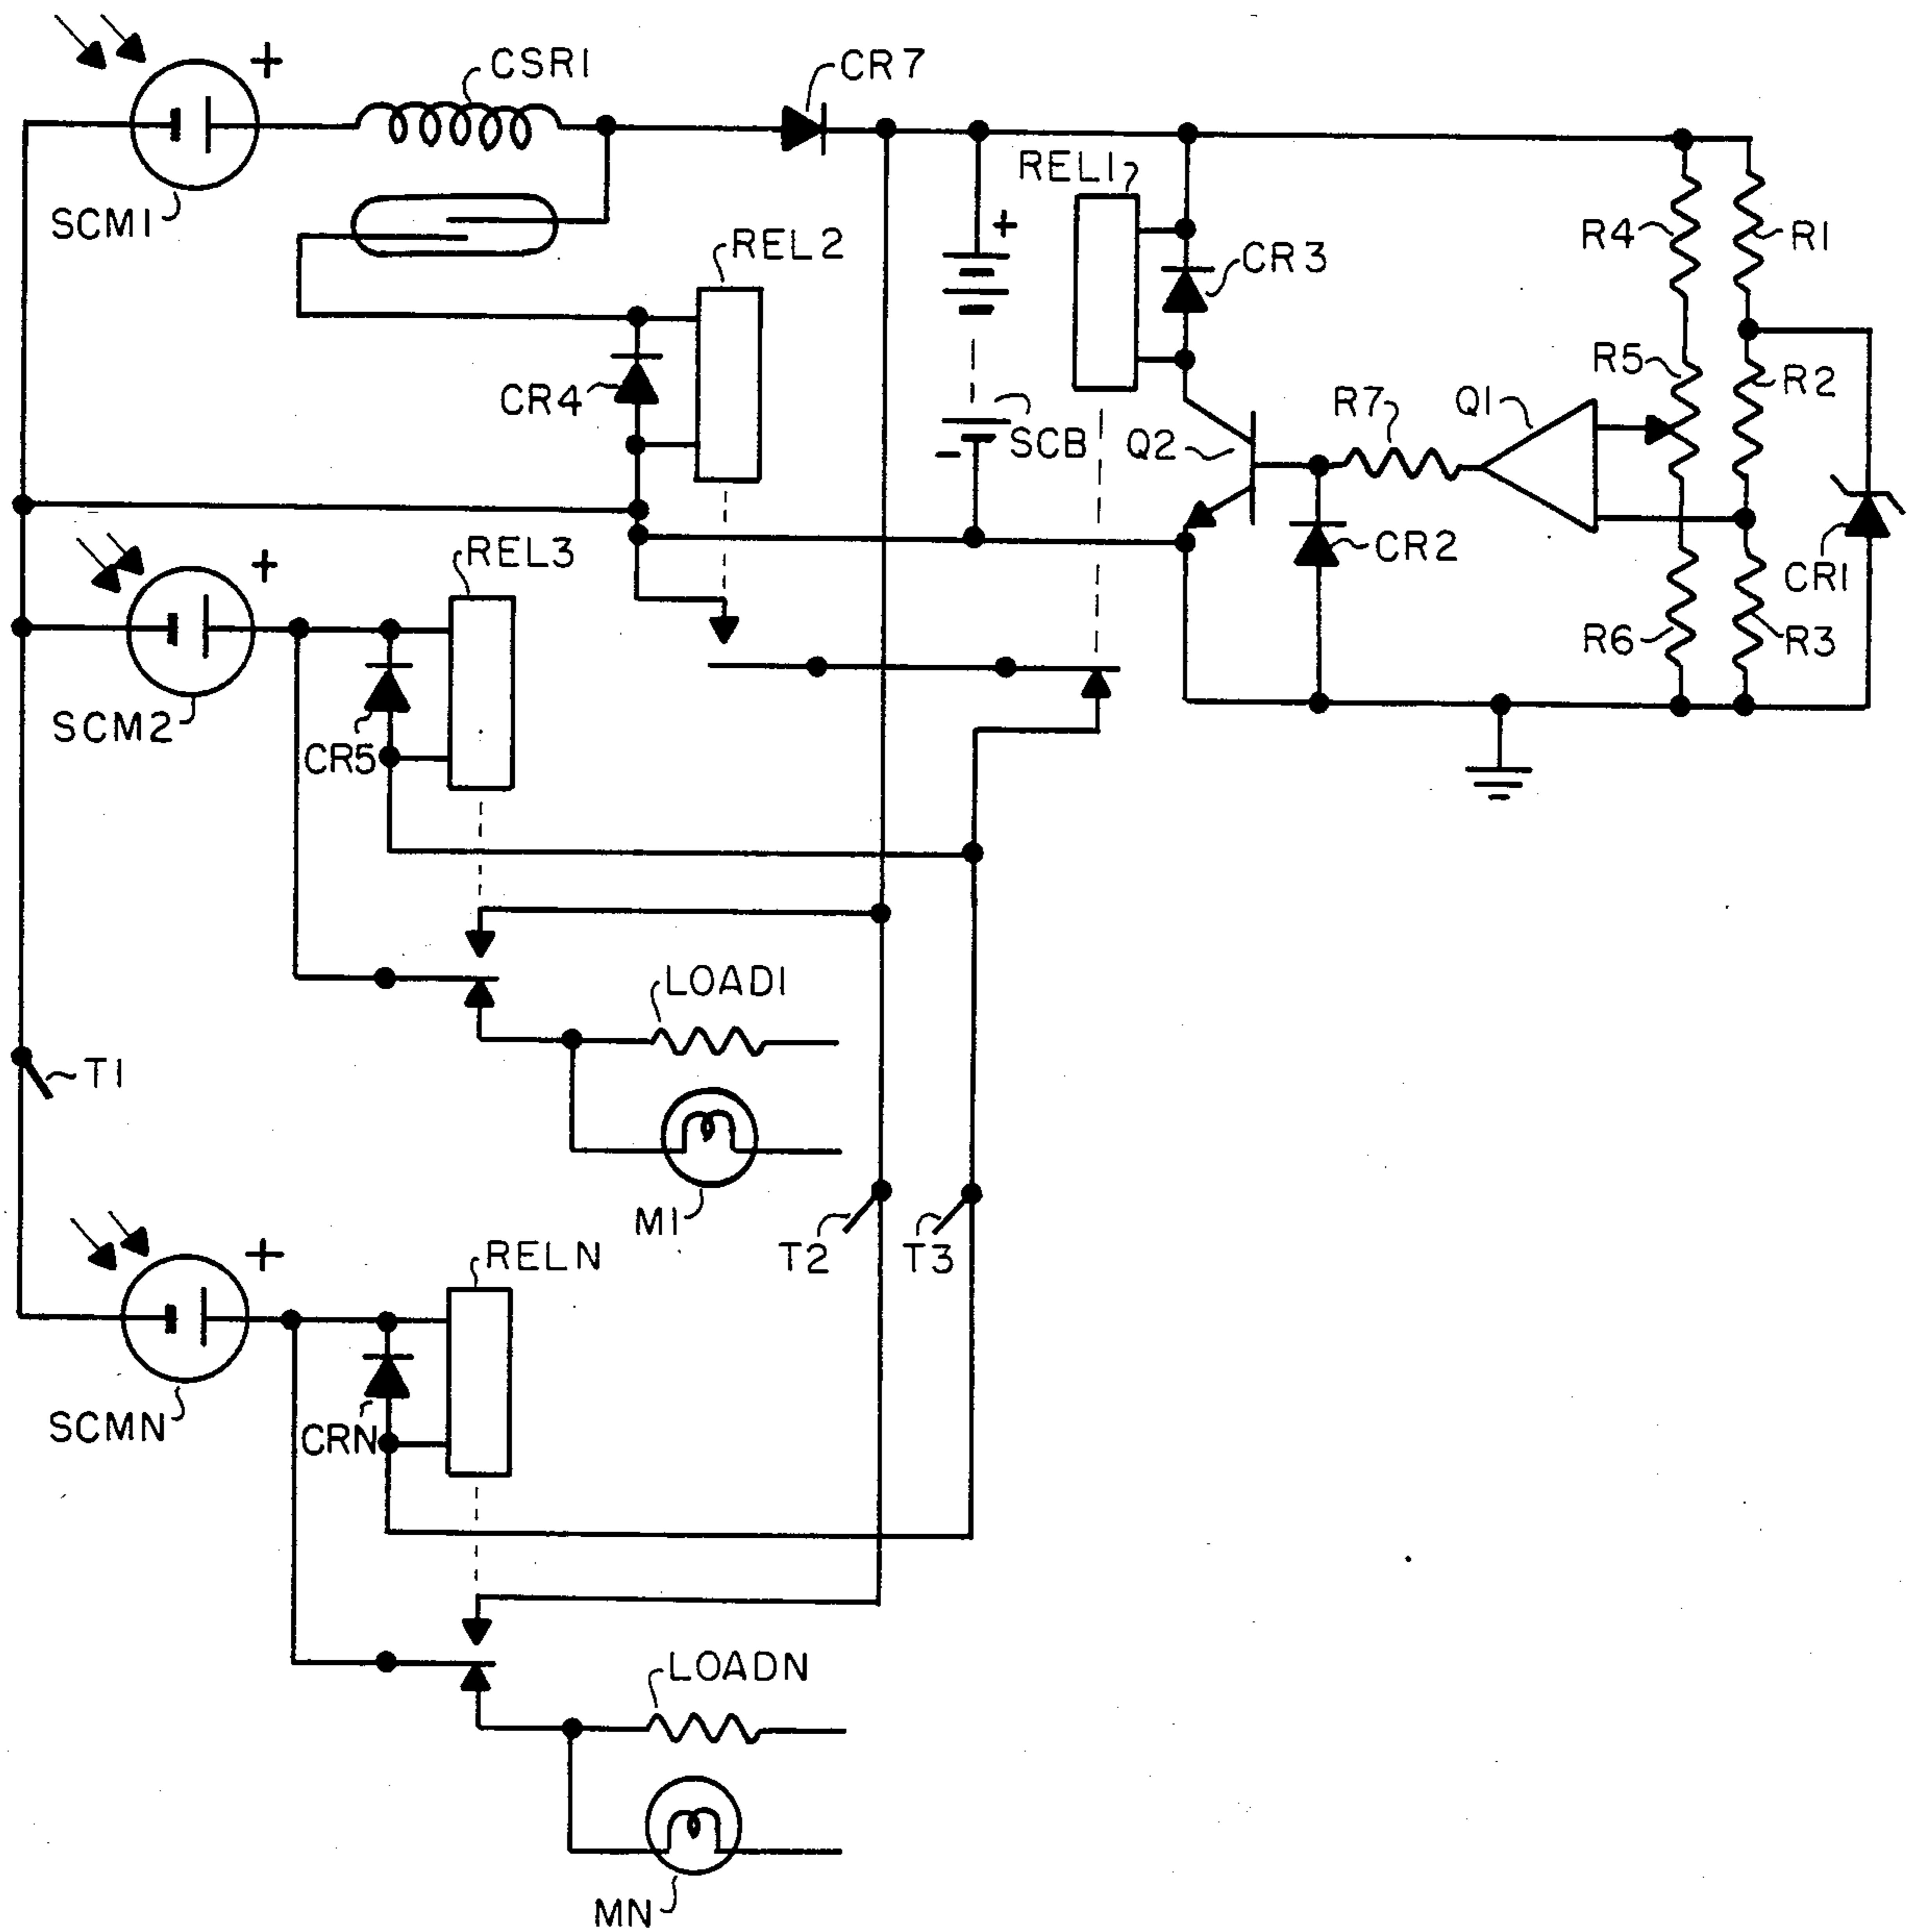 CSR1
CR7
+
SCM1
REL1
+
R4
R1
REL2
CR3
CR4
R5
R2
R7
Q1
Q2
SCB
-
REL3
+
CR2
CR1
R6
R3
SCM2
CR5
LOAD1
T1
M1
T2
T3
RELN
+
SCMN
CRN
LOADN
MN